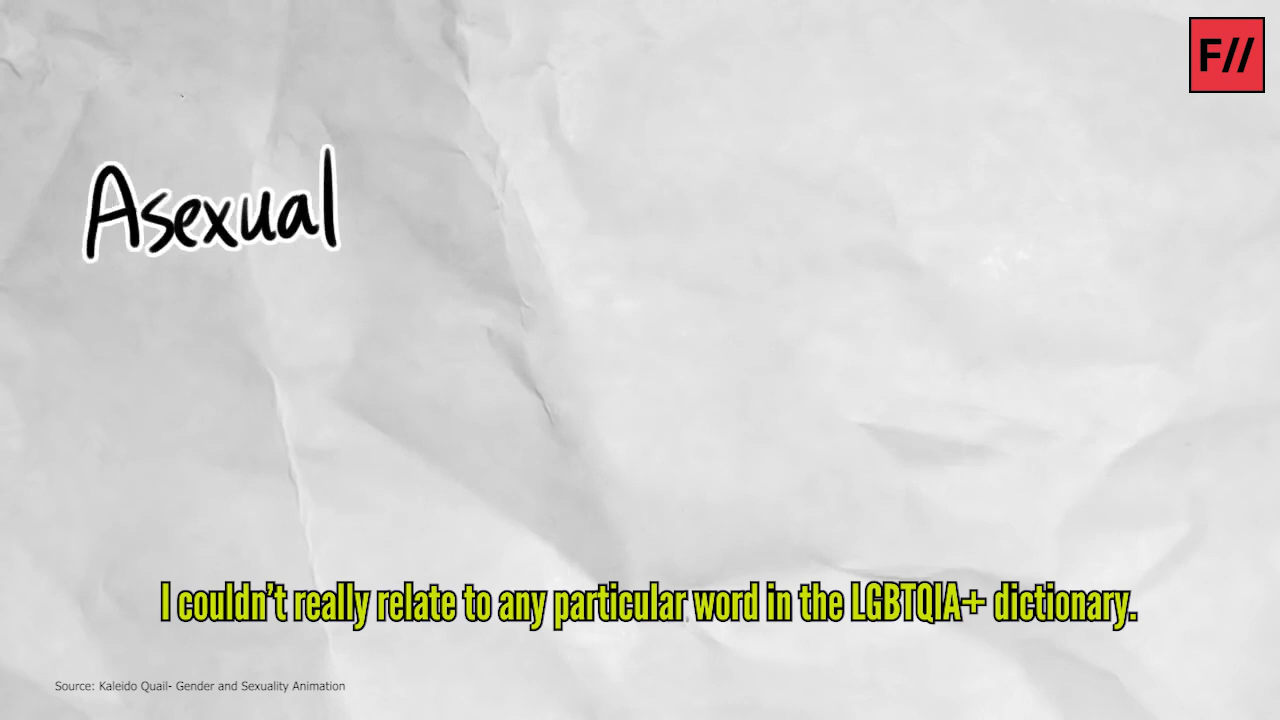 F//
Asexual
I couldn't really relate to any particular word in the LGBTQIA+ dictionary.
Source: Kaleido Quail- Gender and Sexuality Animation